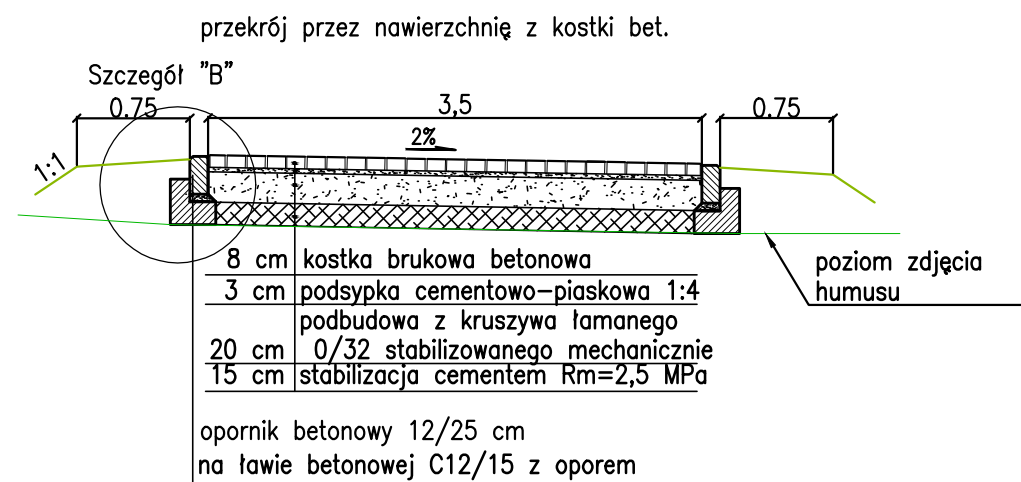 przekrój przez nawierzchnię z kostki bet.
Szczegół "B"
0.75
3,5
0.75
2%
1:1
8 cm kostka brukowa betonowa
3 cm podsypka cementowo-piaskowa 1:4
podbudowa z kruszywa łamanego
20 cm 0/32 stabilizowanego mechanicznie
15 cm stabilizacja cementem Rm=2,5 MPa
poziom zdjęcia
humusu
opornik betonowy 12/25 cm
na ławie betonowej C12/15 z oporem